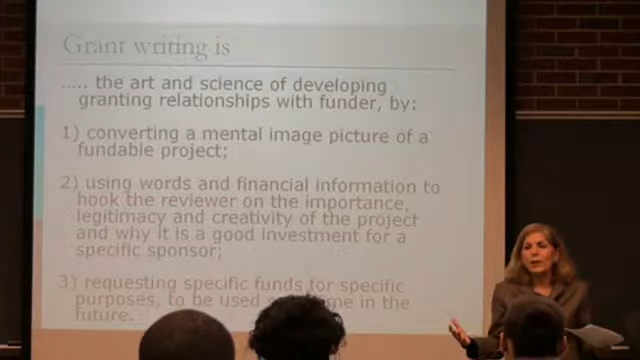 Grant writing is
..... the art and science of developing
granting relationships with funder, by:
1) converting a mental image picture of a
fundable project;
2) using words and financial information to
hook the reviewer on the importance,
legitimacy and creativity of the project
and why it is a good investment for a
specific sponsor;
3) requesting specific funds for specific
purposes, to be used in the
future.